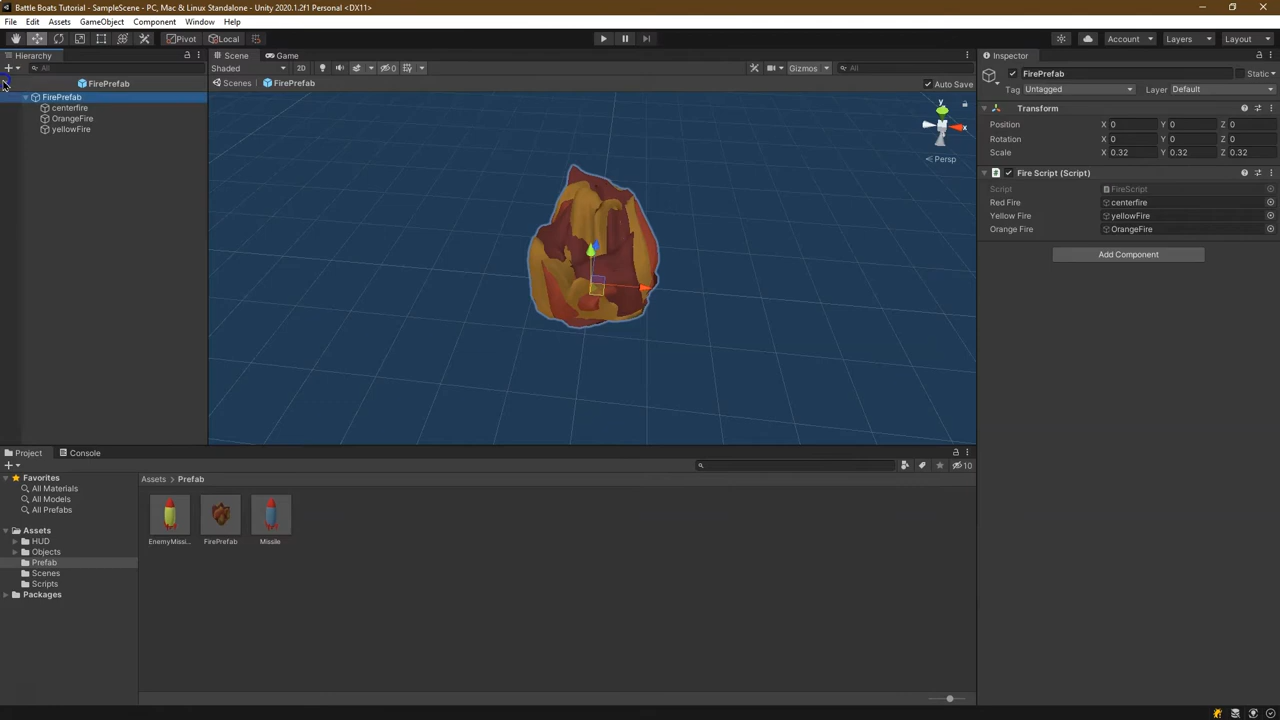 Battle Boats Tutorial - SampleScene - PC, Mac & Linux Standalone - Unity 2020.1.2f1 Personal <DX11>
File Edit Assets GameObject Component Window Help
Pivot Local Account Layers Layout
Hierarchy
All
FirePrefab
FirePrefab
centerfire
OrangeFire
yellowFire
Scene Game
Shaded 2D 0 Gizmos All
Scenes FirePrefab Auto Save
y
x
Persp
Inspector
FirePrefab Static
Tag Untagged Layer Default
Transform
Position X 0 Y 0 Z 0
Rotation X 0 Y 0 Z 0
Scale X 0.32 Y 0.32 Z 0.32
Fire Script (Script)
Script FireScript
Red Fire centerfire
Yellow Fire yellowFire
Orange Fire OrangeFire
Add Component
Project Console
10
Favorites
All Materials
All Models
All Prefabs
Assets
HUD
Objects
Prefab
Scenes
Scripts
Packages
Assets > Prefab
EnemyMissi... FirePrefab Missile